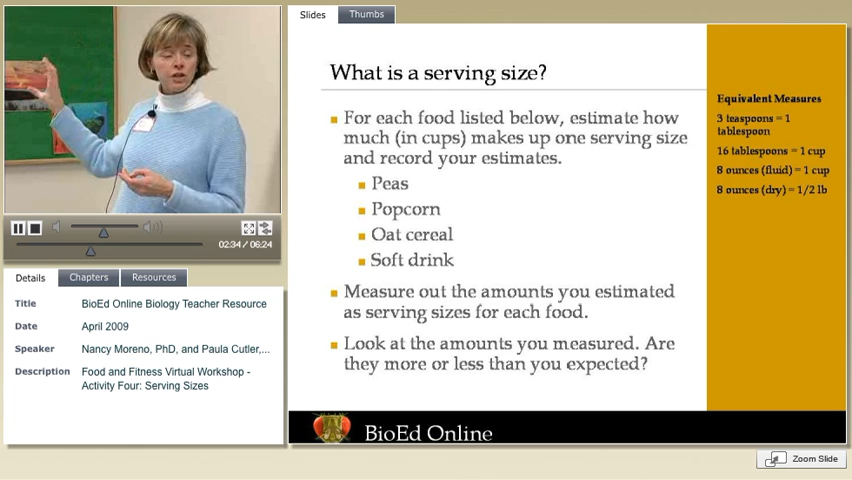 Slides
Thumbs
What is a serving size?
For each food listed below, estimate how
much (in cups) makes up one serving size
and record your estimates.
Peas
Popcorn
Oat cereal
Soft drink
Measure out the amounts you estimated
as serving sizes for each food.
Look at the amounts you measured. Are
they more or less than you expected?
Equivalent Measures
3 teaspoons = 1
tablespoon
16 tablespoons = 1 cup
8 ounces (fluid) = 1 cup
8 ounces (dry) = 1/2 lb
02:34 / 06:24
Details
Chapters
Resources
Title BioEd Online Biology Teacher Resource
Date April 2009
Speaker Nancy Moreno, PhD, and Paula Cutler,...
Description Food and Fitness Virtual Workshop -
Activity Four: Serving Sizes
BioEd Online
Zoom Slide